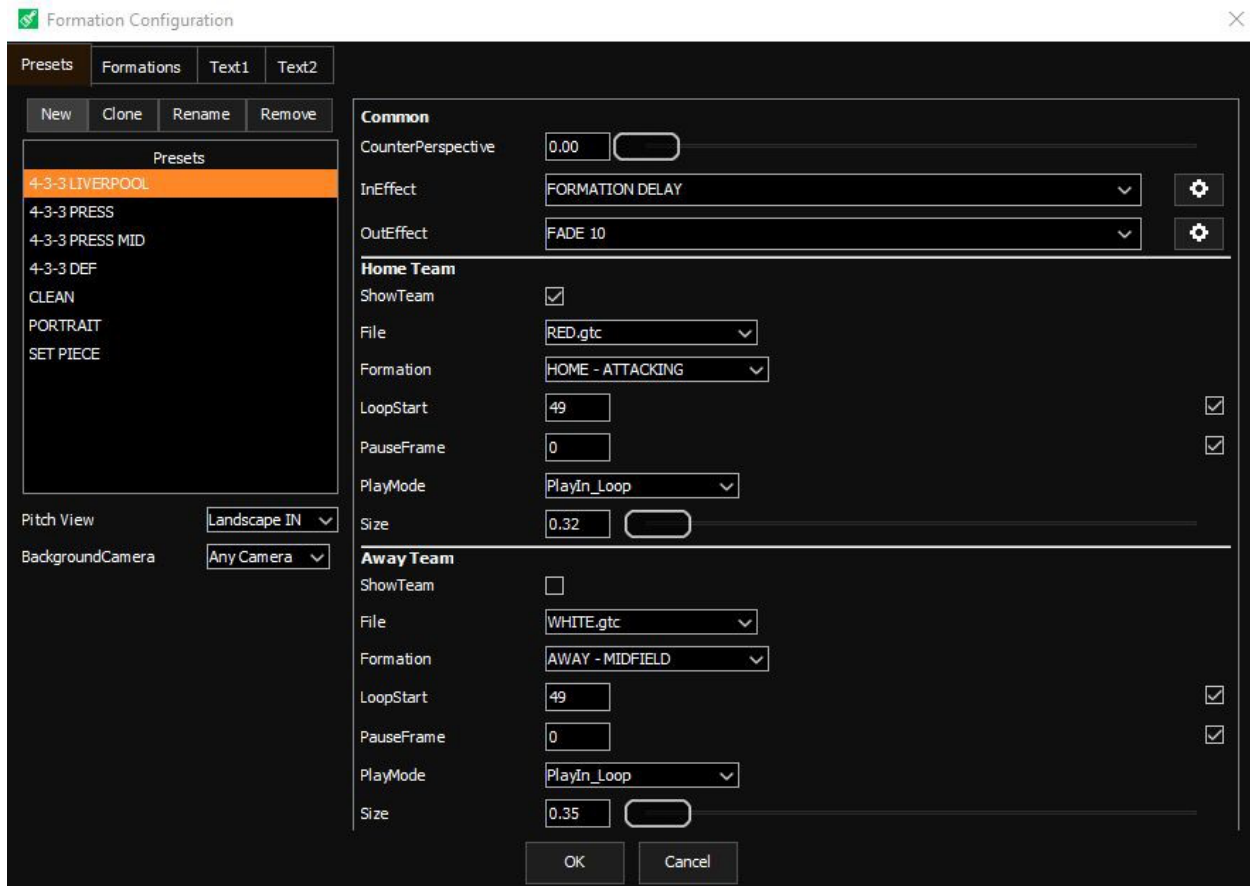 Formation Configuration
Presets Formations Text1 Text2
New Clone Rename Remove
Presets
4-3-3 LIVERPOOL
4-3-3 PRESS
4-3-3 PRESS MID
4-3-3 DEF
CLEAN
PORTRAIT
SET PIECE
Pitch View Landscape IN
BackgroundCamera Any Camera
Common
CounterPerspective 0.00
InEffect FORMATION DELAY
OutEffect FADE 10
Home Team
ShowTeam
File RED.gtc
Formation HOME - ATTACKING
LoopStart 49
PauseFrame 0
PlayMode PlayIn_Loop
Size 0.32
Away Team
ShowTeam
File WHITE.gtc
Formation AWAY - MIDFIELD
LoopStart 49
PauseFrame 0
PlayMode PlayIn_Loop
Size 0.35
OK Cancel